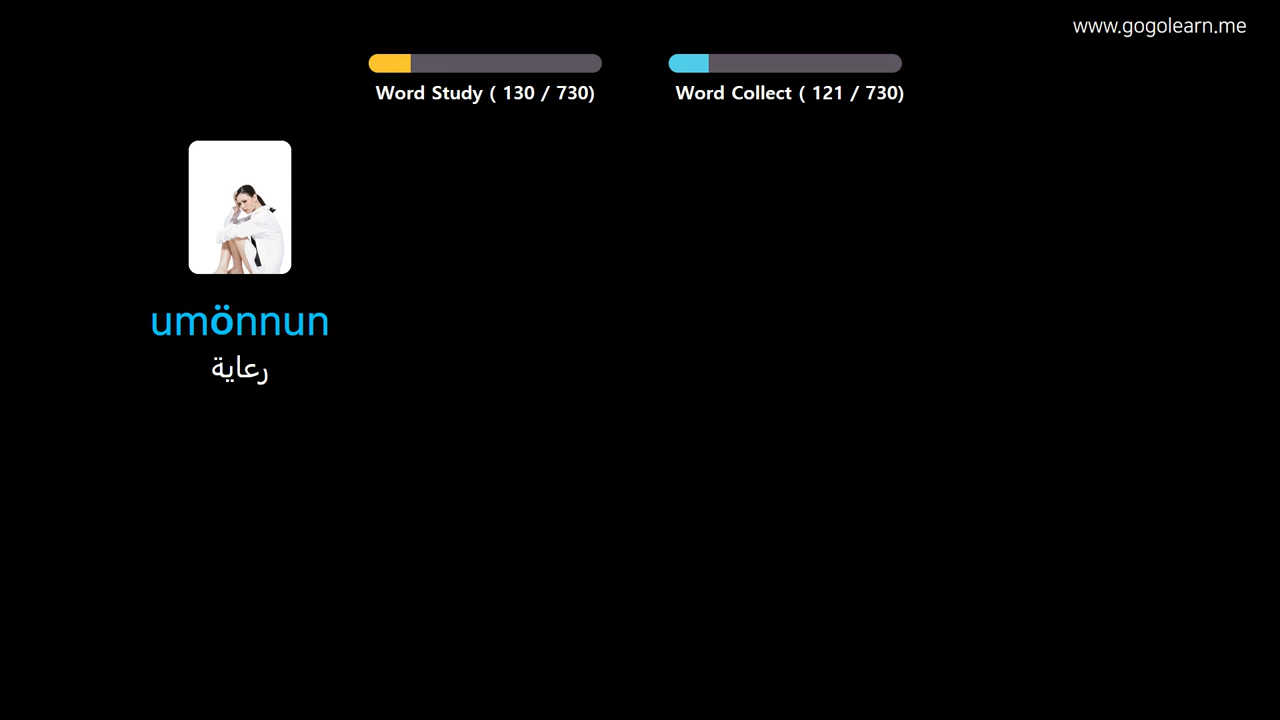 www.gogolearn.me
Word Study ( 130 / 730)
Word Collect ( 121 / 730)
umönnun
رعاية